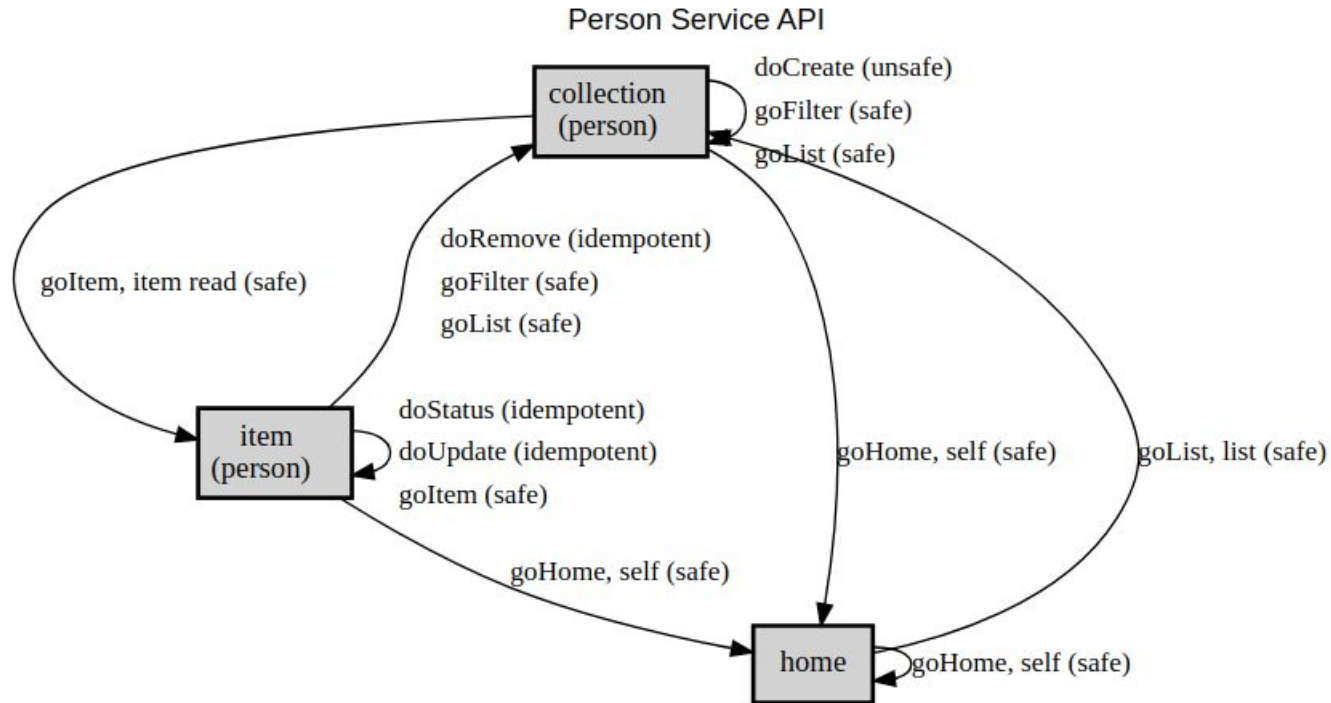 Person Service API
collection
(person)
doCreate (unsafe)
goFilter (safe)
goList (safe)
goItem, item read (safe)
doRemove (idempotent)
goFilter (safe)
goList (safe)
item
(person)
doStatus (idempotent)
doUpdate (idempotent)
goItem (safe)
goHome, self (safe)
goList, list (safe)
goHome, self (safe)
home
goHome, self (safe)